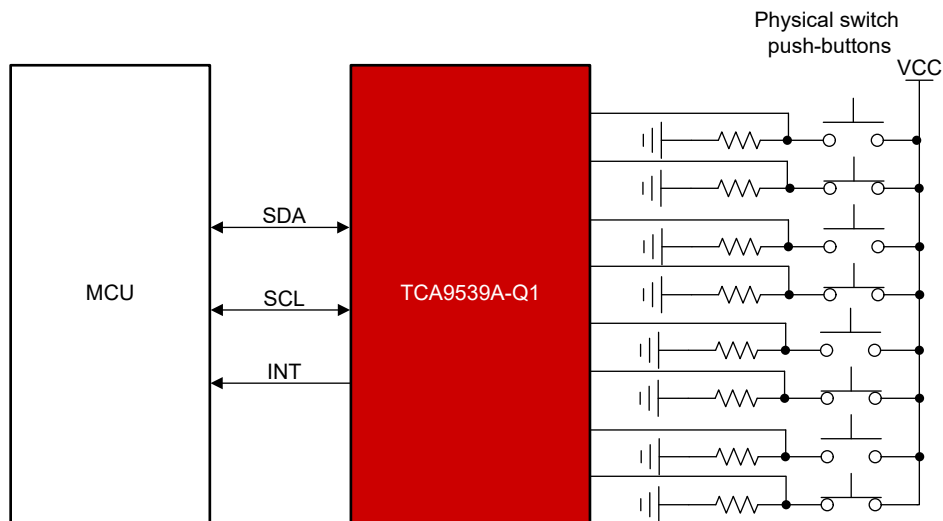 Physical switch
push-buttons
VCC
SDA
MCU
TCA9539A-Q1
SCL
INT